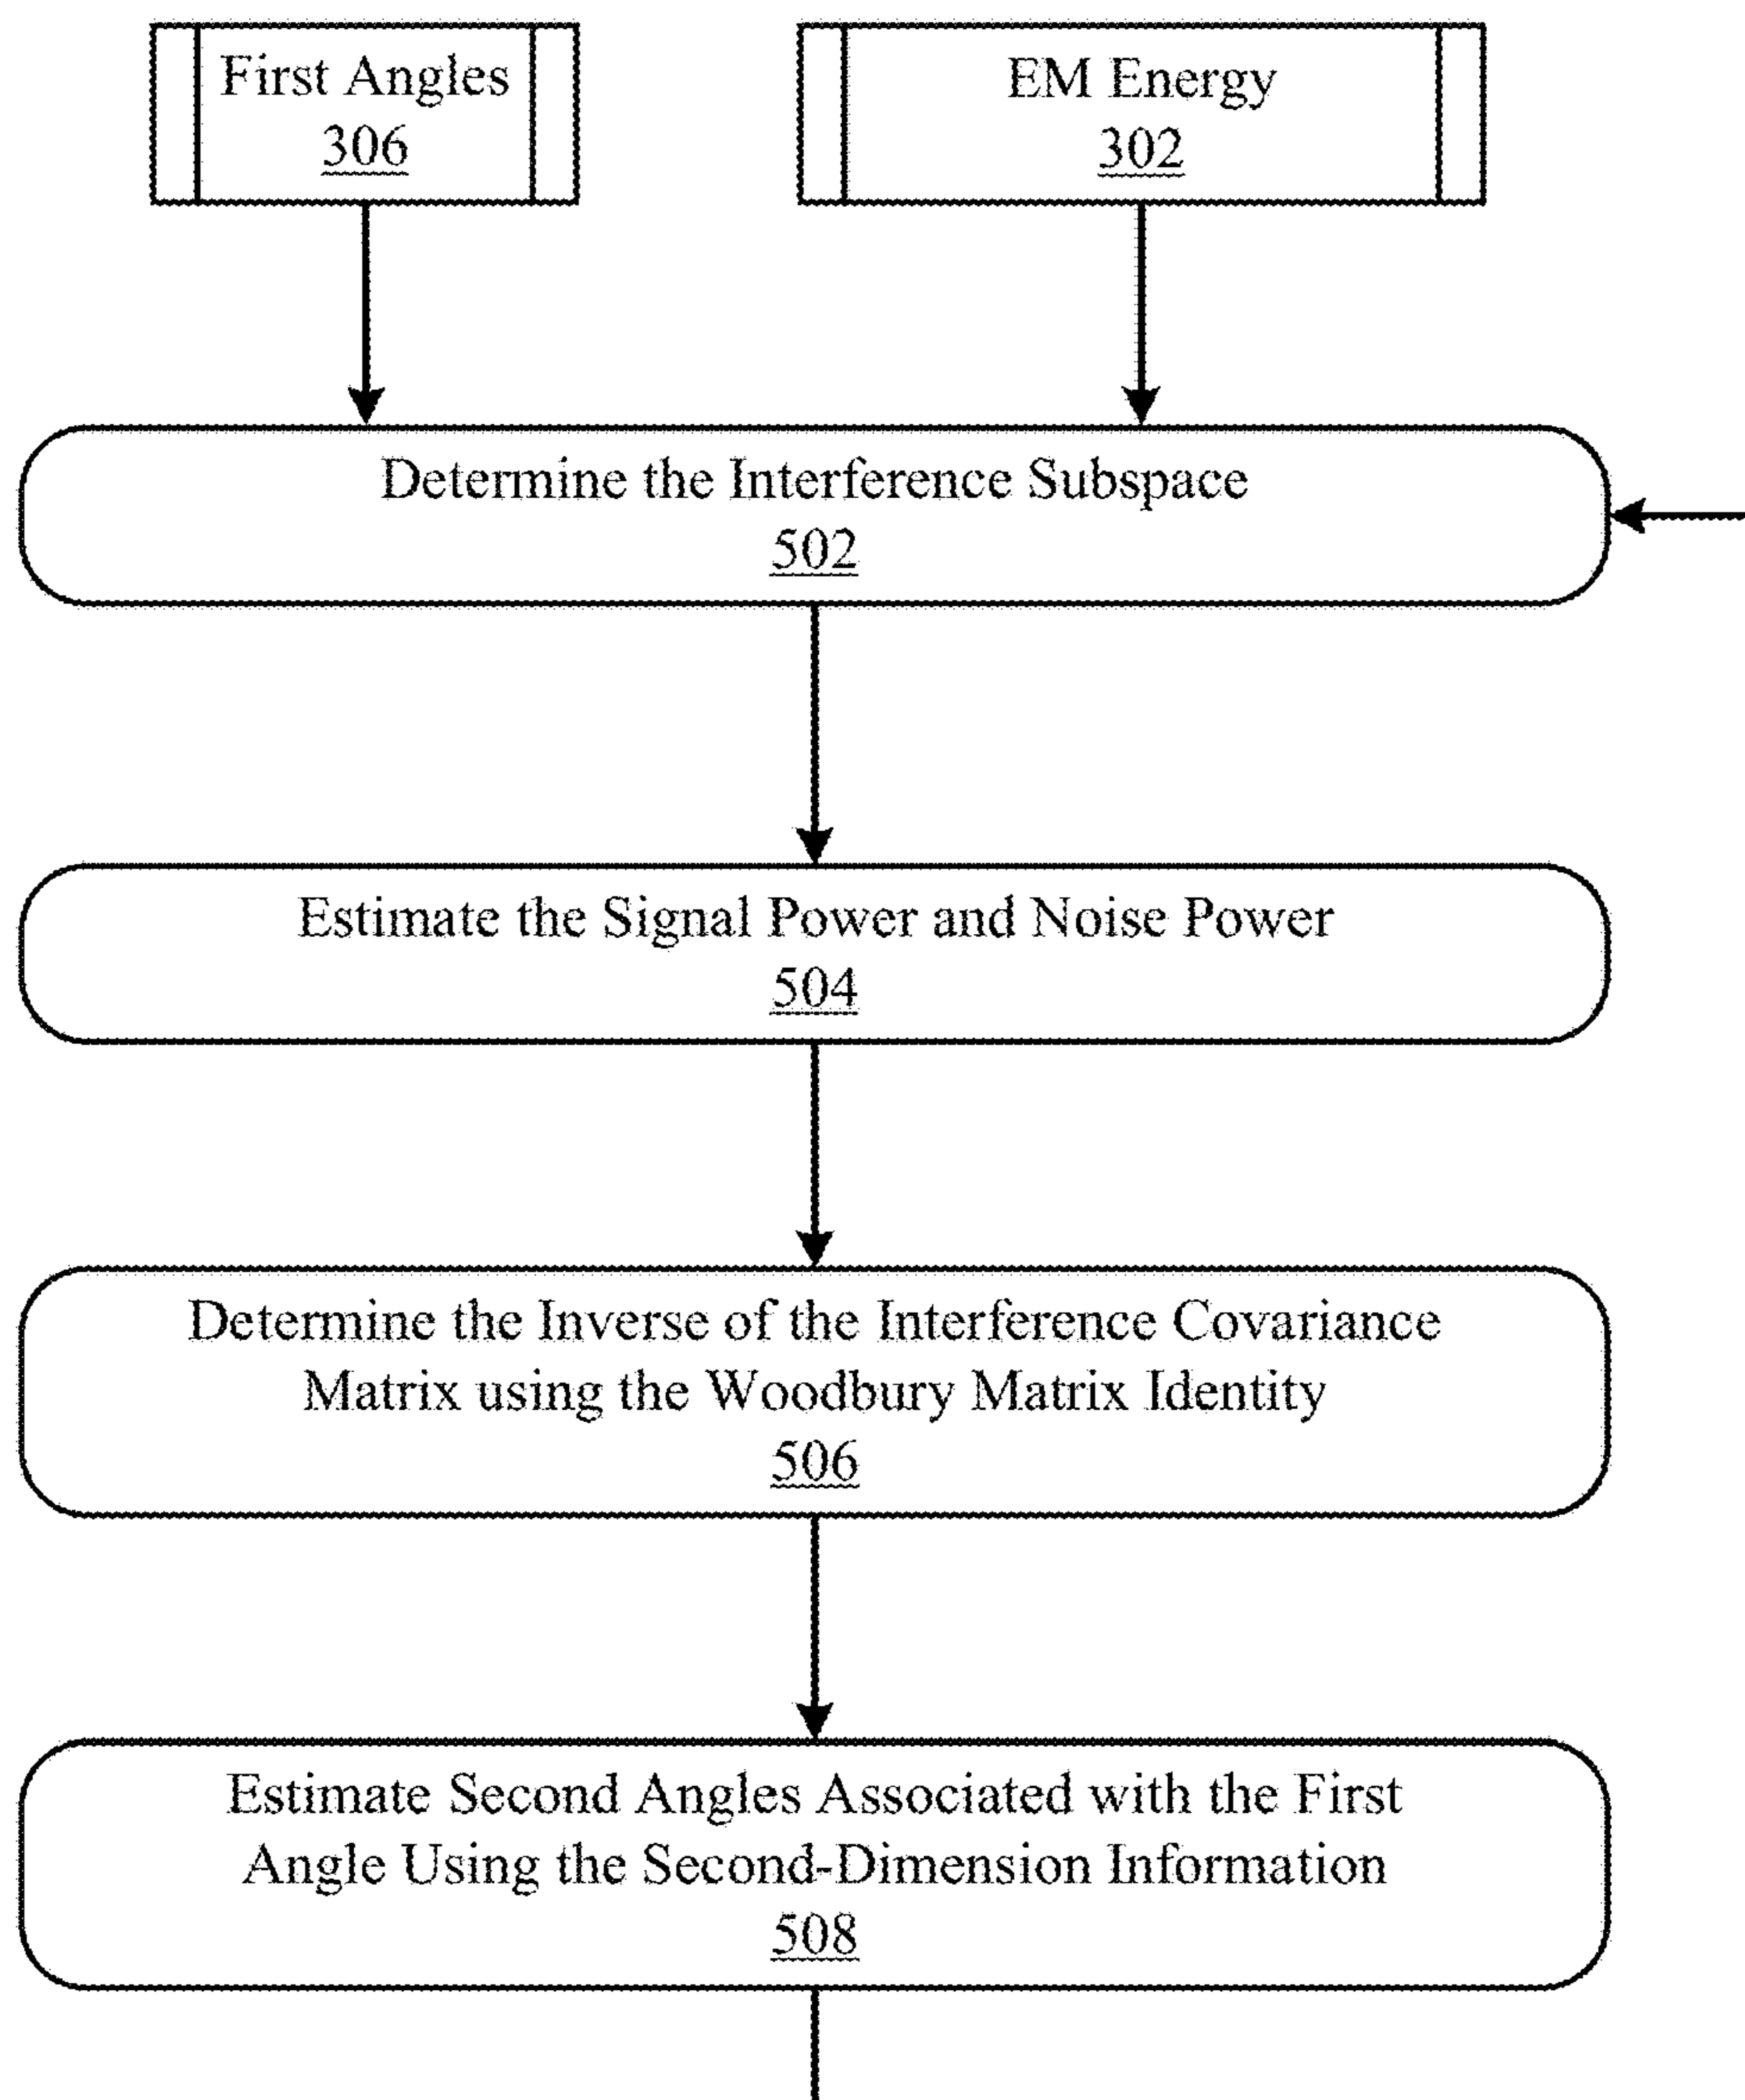 First Angles
306
EM Energy
302
Determine the Interference Subspace
502
Estimate the Signal Power and Noise Power
504
Determine the Inverse of the Interference Covariance
Matrix using the Woodbury Matrix Identity
506
Estimate Second Angles Associated with the First
Angle Using the Second-Dimension Information
508